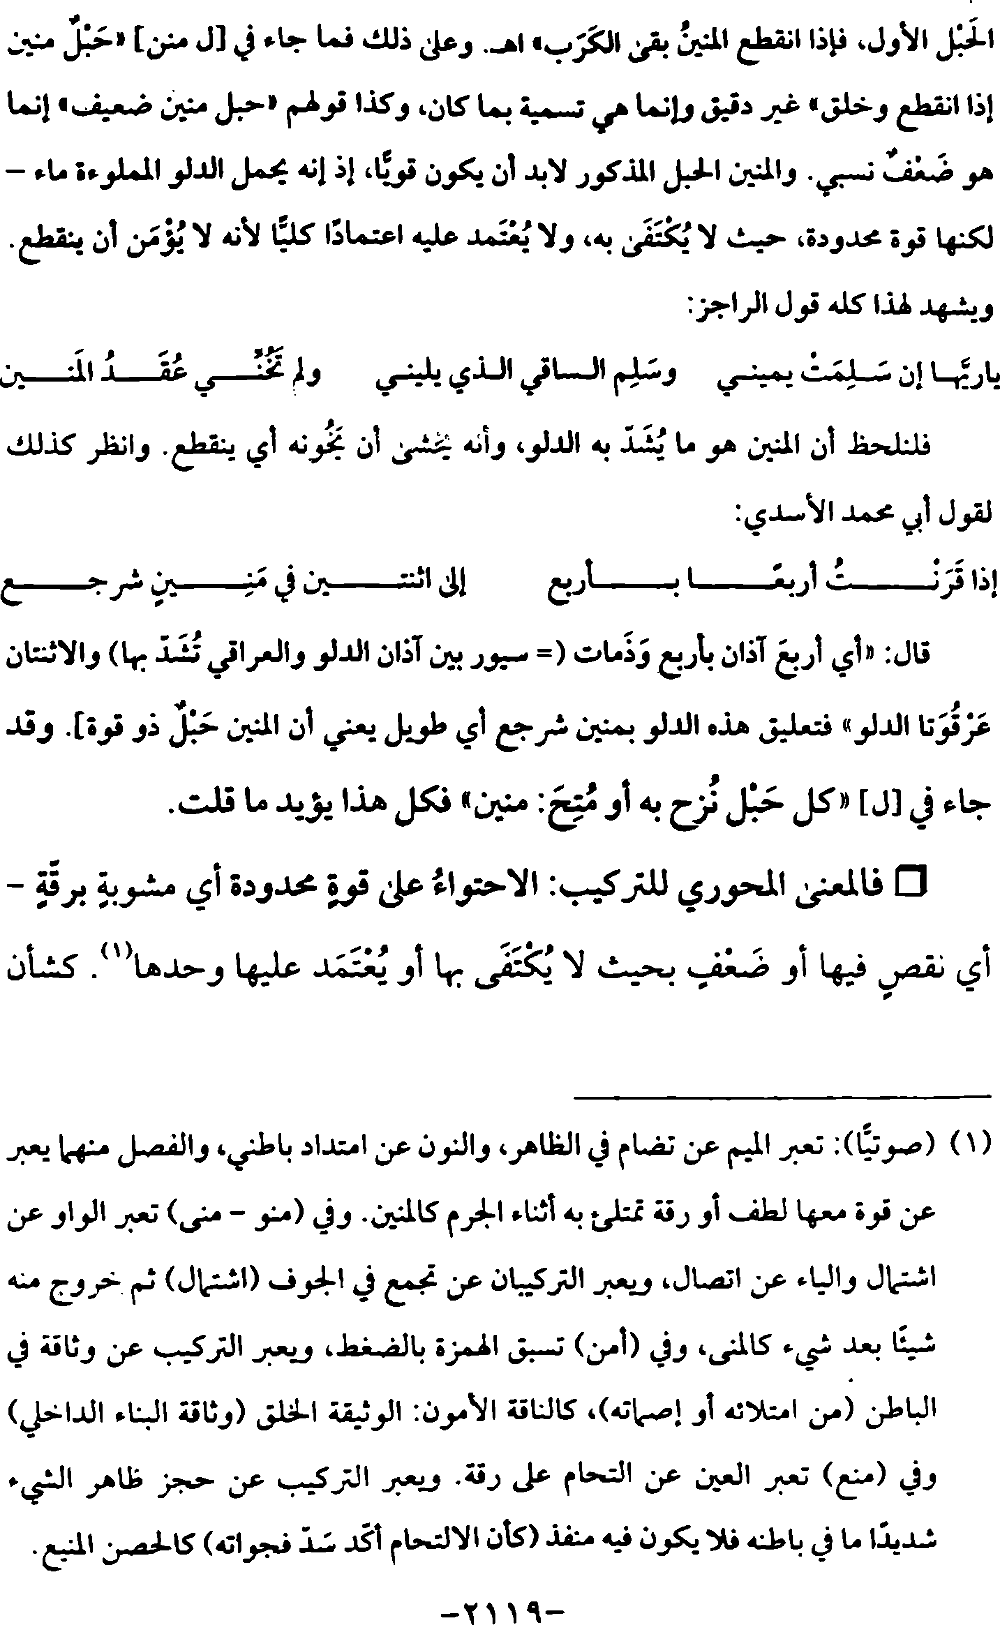 الحَبْل الأول، فإذا انقطع المنينُ بقى الكَرَب» اهـ. وعلى ذلك فما جاء في [ل منن] «حَبْلٌ منين
إذا انقطع وخلق» غير دقيق وإنما هي تسمية بما كان، وكذا قولهم «حبل منين ضعيف» إنما
هو ضَعْفٌ نسبي. والمنين الحبل المذكور لابد أن يكون قويًّا، إذ إنه يحمل الدلو المملوءة ماء –
لكنها قوة محدودة، حيث لا يُكْتَفَى به، ولا يُعْتَمد عليه اعتمادًا كليًّا لأنه لا يُؤْمَن أن ينقطع.
ويشهد لهذا كله قول الراجز:
ياريَّهـا إن سَـلِمَتْ يمينـي وسَلِم الـساقي الـذي يلينـي ولم تَخُنِّـي عُقَـدُ المَنـين
فلنلحظ أن المنين هو ما يُشَدّ به الدلو، وأنه يُخْشى أن يَخُونه أي ينقطع. وانظر كذلك
لقول أبي محمد الأسدي:
إذا قَرَنْـتُ أربعًـا بـأربع إلى اثنتـين في مَنِـينٍ شرجـع
قال: «أي أربعَ آذان بأربع وَذَمات (= سيور بين آذان الدلو والعراقي تُشَدّ بها) والاثنتان
عَرْقُوَتا الدلو» فتعليق هذه الدلو بمنين شرجع أي طويل يعني أن المنين حَبْلٌ ذو قوة]. وقد
جاء في [ل] «كل حَبْل نُزح به أو مُتِحَ: منين» فكل هذا يؤيد ما قلت.
❒ فالمعنى المحوري للتركيب: الاحتواءُ على قوةٍ محدودة أي مشوبةٍ برقّةٍ –
أي نقصٍ فيها أو ضَعْفٍ بحيث لا يُكْتَفَى بها أو يُعْتَمَد عليها وحدها(١). كشأن
(١) (صوتيًّا): تعبر الميم عن تضام في الظاهر، والنون عن امتداد باطني، والفصل منهما يعبر
عن قوة معها لطف أو رقة تمتلئ به أثناء الجرم كالمنين. وفي (منو – منى) تعبر الواو عن
اشتمال والياء عن اتصال، ويعبر التركيبان عن تجمع في الجوف (اشتمال) ثم خروج منه
شيئًا بعد شيء كالمنى، وفي (أمن) تسبق الهمزة بالضغط، ويعبر التركيب عن وثاقة في
الباطن (من امتلائه أو إصماته)، كالناقة الأمون: الوثيقة الخلق (وثاقة البناء الداخلي)
وفي (منع) تعبر العين عن التحام على رقة. ويعبر التركيب عن حجز ظاهر الشيء
شديدًا ما في باطنه فلا يكون فيه منفذ (كأن الالتحام أكّد سَدّ فجواته) كالحصن المنيع.
–٢١١٩–